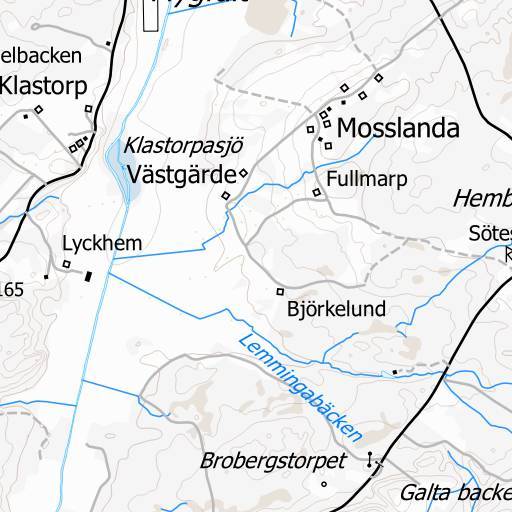 elbacken
Klastorp
Klastorpasjö
Mosslanda
Västgärde
Fullmarp
Hemb
Sötes
Lyckhem
165
Björkelund
Lemmingabäcken
Brobergstorpet
Galta backe